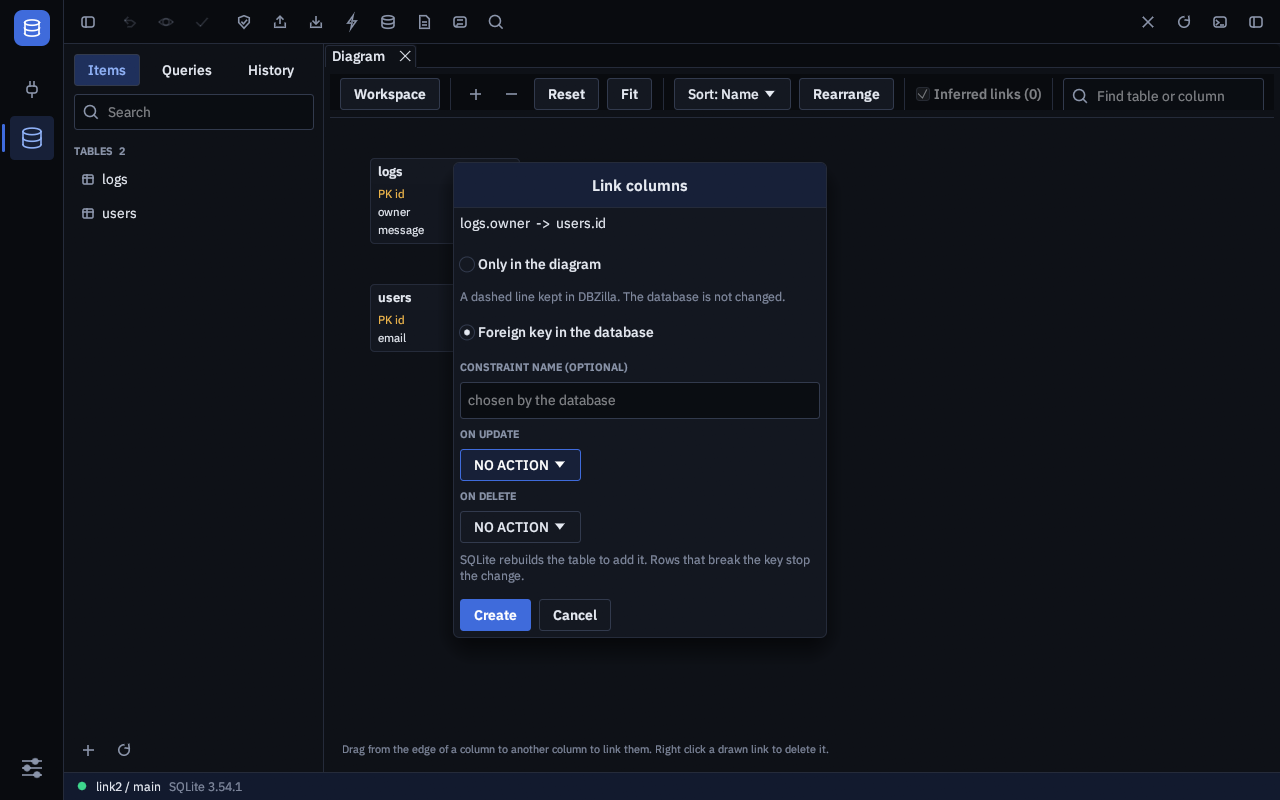 Items Queries History
Search
TABLES 2
logs
users
Diagram
Workspace Reset Fit Sort: Name Rearrange Inferred links (0) Find table or column
logs
PK id
owner
message
users
PK id
email
Link columns
logs.owner -> users.id
Only in the diagram
A dashed line kept in DBZilla. The database is not changed.
Foreign key in the database
CONSTRAINT NAME (OPTIONAL)
chosen by the database
ON UPDATE
NO ACTION
ON DELETE
NO ACTION
SQLite rebuilds the table to add it. Rows that break the key stop
the change.
Create Cancel
Drag from the edge of a column to another column to link them. Right click a drawn link to delete it.
link2 / main SQLite 3.54.1